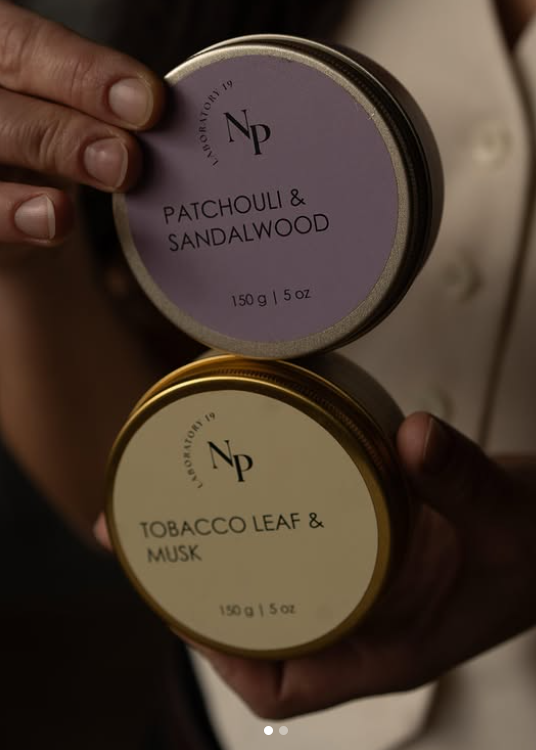 LABORATORY 19
NP
PATCHOULI &
SANDALWOOD
150 g | 5 oz
LABORATORY 19
NP
TOBACCO LEAF &
MUSK
150 g | 5 oz